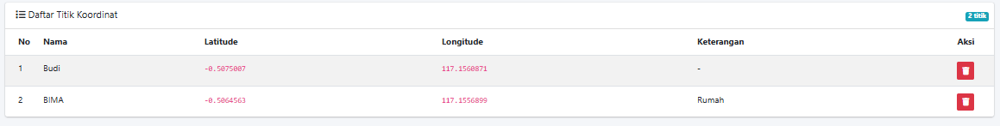 Daftar Titik Koordinat 2 titik
No Nama Latitude Longitude Keterangan Aksi
1 Budi -0.5075007 117.1560871 -
2 BIMA -0.5064563 117.1556899 Rumah